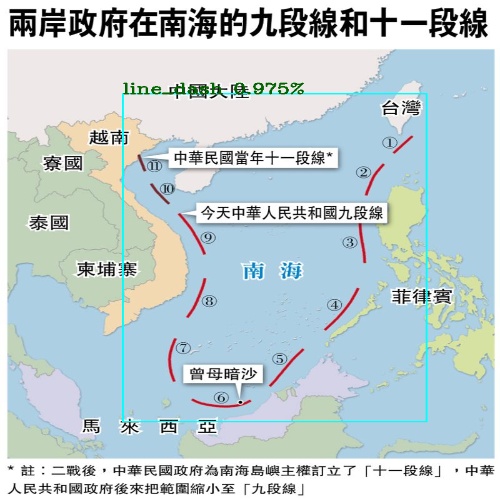 兩岸政府在南海的九段線和十一段線
line_dash 0.975%
中國大陸
台灣
①
越南
中華民國當年十一段線*
寮國
⑪
②
⑩
今天中華人民共和國九段線
泰國
⑨
③
南海
柬埔寨
菲律賓
⑧
④
⑦
⑤
曾母暗沙
⑥
馬來西亞
* 註：二戰後，中華民國政府為南海島嶼主權訂立了「十一段線」，中華
人民共和國政府後來把範圍縮小至「九段線」